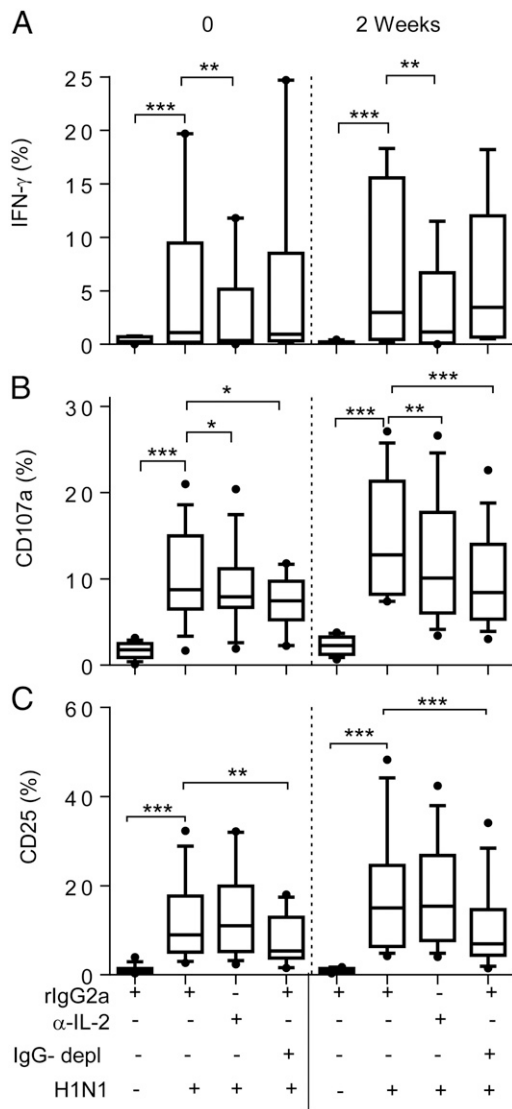 A
0
2 Weeks
IFN-γ (%)
25
20
15
10
5
0
***
**
***
**
B
CD107a (%)
30
20
10
0
***
*
*
***
**
***
C
CD25 (%)
60
40
20
0
***
**
***
***
rIgG2a + + - + + + - +
α-IL-2 - - + - - - + -
IgG- depl - - - + - - - +
H1N1 - + + + - + + +